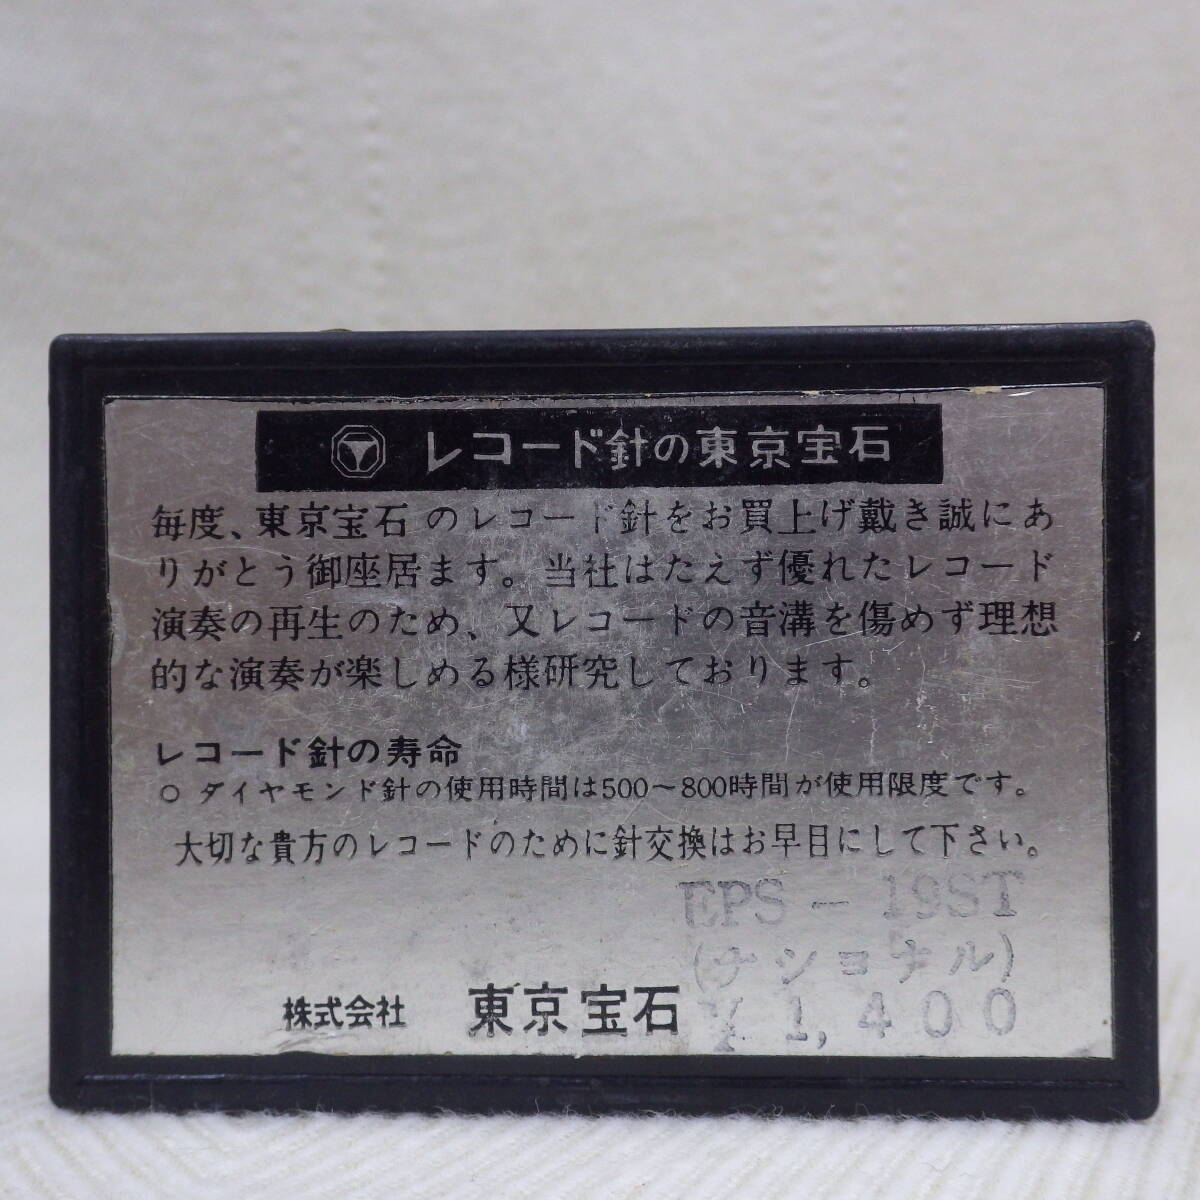 レコード針の東京宝石
毎度、東京宝石のレコード針をお買上げ戴き誠にあ
りがとう御座居ます。当社はたえず優れたレコード
演奏の再生のため、又レコードの音溝を傷めず理想
的な演奏が楽しめる様研究しております。
レコード針の寿命
○ ダイヤモンド針の使用時間は500〜800時間が使用限度です。
大切な貴方のレコードのために針交換はお早目にして下さい。
EPS－19ST
(ナショナル)
株式会社 東京宝石 ¥1,400